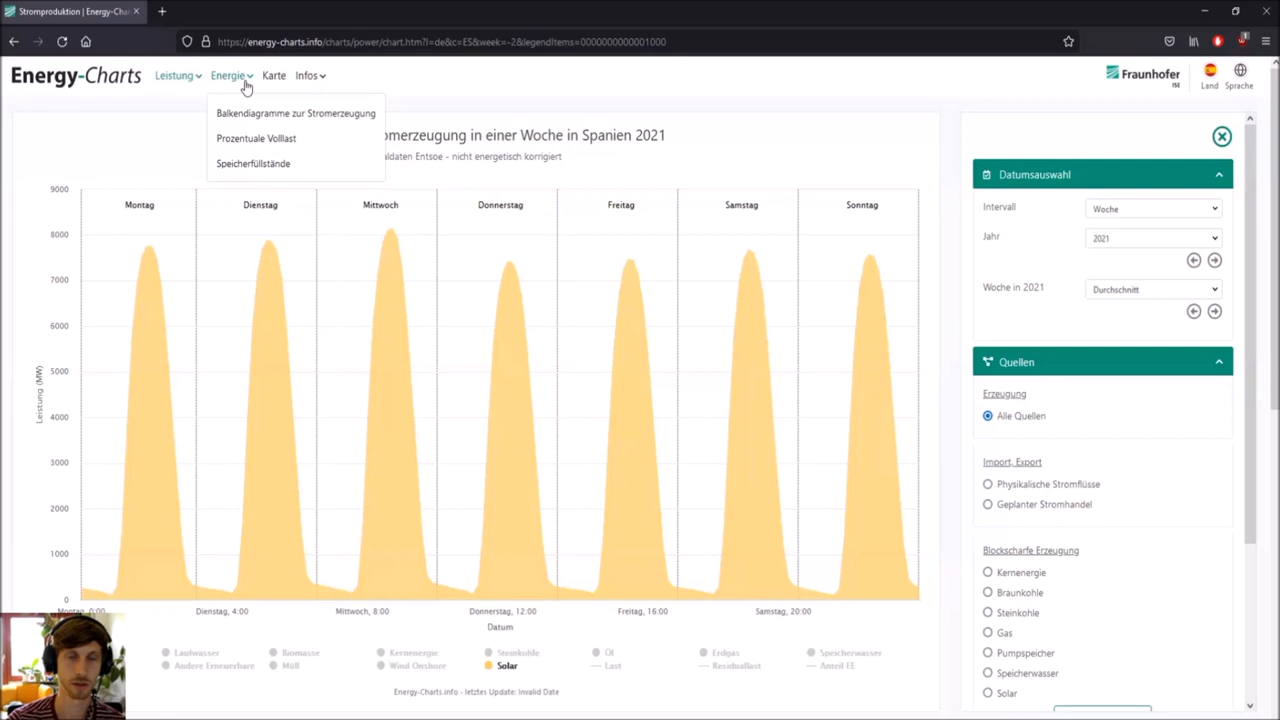 Stromproduktion | Energy-Char
https://energy-charts.info/charts/power/chart.htm?l=de&c=ES&week=-2&legendItems=0000000000001000
Energy-Charts
Leistung
Energie
Karte
Infos
Fraunhofer
ISE
Land
Sprache
Balkendiagramme zur Stromerzeugung
Prozentuale Volllast
Speicherfüllstände
omerzeugung in einer Woche in Spanien 2021
aldaten Entsoe - nicht energetisch korrigiert
9000
8000
7000
6000
5000
4000
3000
2000
1000
0
Leistung (MW)
Montag
Dienstag
Mittwoch
Donnerstag
Freitag
Samstag
Sonntag
Montag, 0:00
Dienstag, 4:00
Mittwoch, 8:00
Donnerstag, 12:00
Freitag, 16:00
Samstag, 20:00
Datum
Laufwasser
Biomasse
Kernenergie
Steinkohle
Öl
Erdgas
Speicherwasser
Andere Erneuerbare
Müll
Wind Onshore
Solar
Last
Residuallast
Anteil EE
Energy-Charts.info - letztes Update: Invalid Date
Datumsauswahl
Intervall
Woche
Jahr
2021
Woche in 2021
Durchschnitt
Quellen
Erzeugung
Alle Quellen
Import, Export
Physikalische Stromflüsse
Geplanter Stromhandel
Blockscharfe Erzeugung
Kernenergie
Braunkohle
Steinkohle
Gas
Pumpspeicher
Speicherwasser
Solar